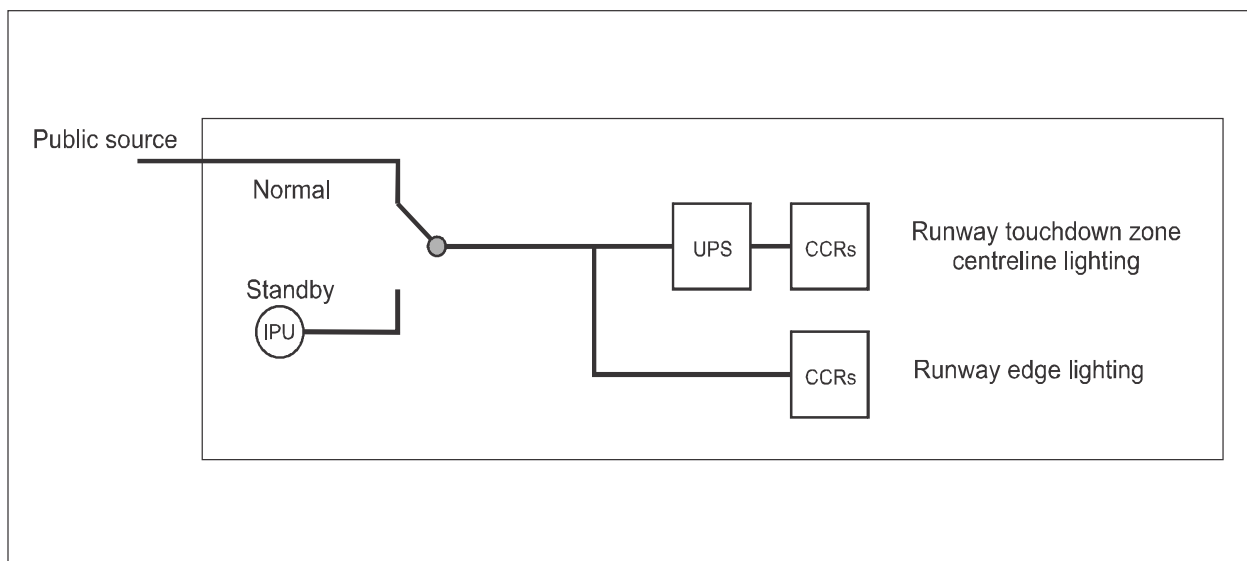 Public source
Normal
Standby
IPU
UPS
CCRs
Runway touchdown zone
centreline lighting
CCRs
Runway edge lighting